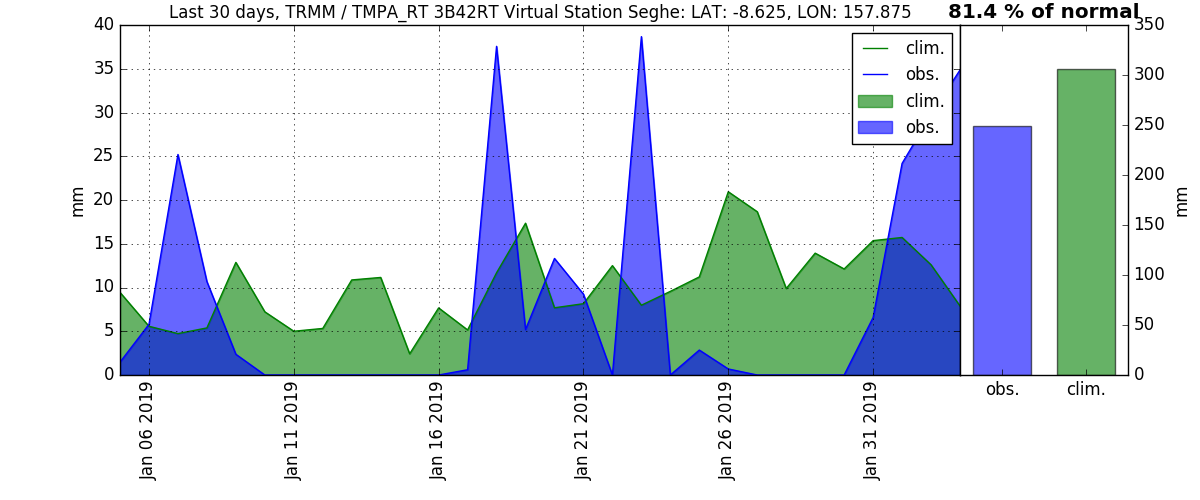 Last 30 days, TRMM / TMPA_RT 3B42RT Virtual Station Seghe: LAT: -8.625, LON: 157.875
81.4 % of normal
40
35
30
25
20
15
10
5
0
mm
clim.
obs.
clim.
obs.
Jan 06 2019
Jan 11 2019
Jan 16 2019
Jan 21 2019
Jan 26 2019
Jan 31 2019
350
300
250
200
150
100
50
0
mm
obs.
clim.